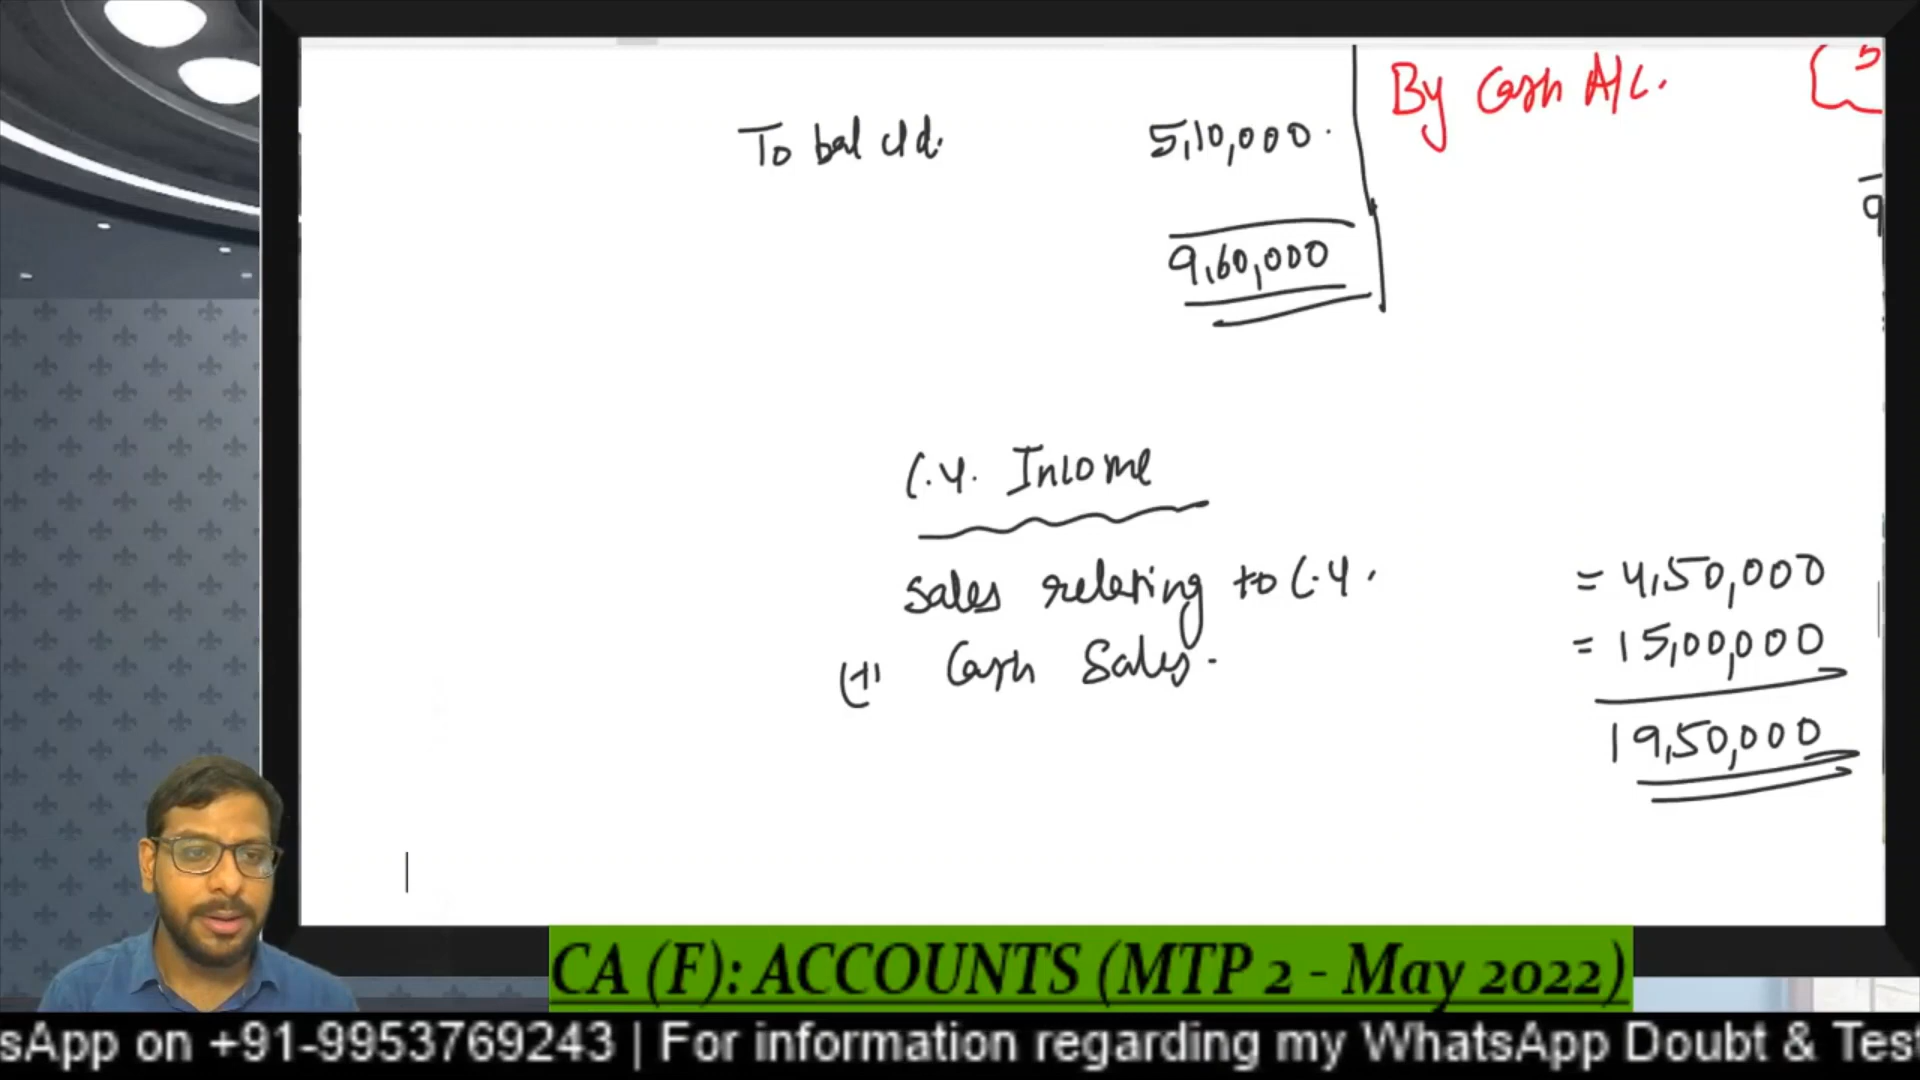 By Cash A/c.
To bal c/d. 5,10,000.
9,60,000
C.Y. Income
sales relating to C.Y. = 4,50,000
(+) Cash Sales. = 15,00,000
19,50,000
CA (F): ACCOUNTS (MTP 2 - May 2022)
sApp on +91-9953769243 | For information regarding my WhatsApp Doubt & Test